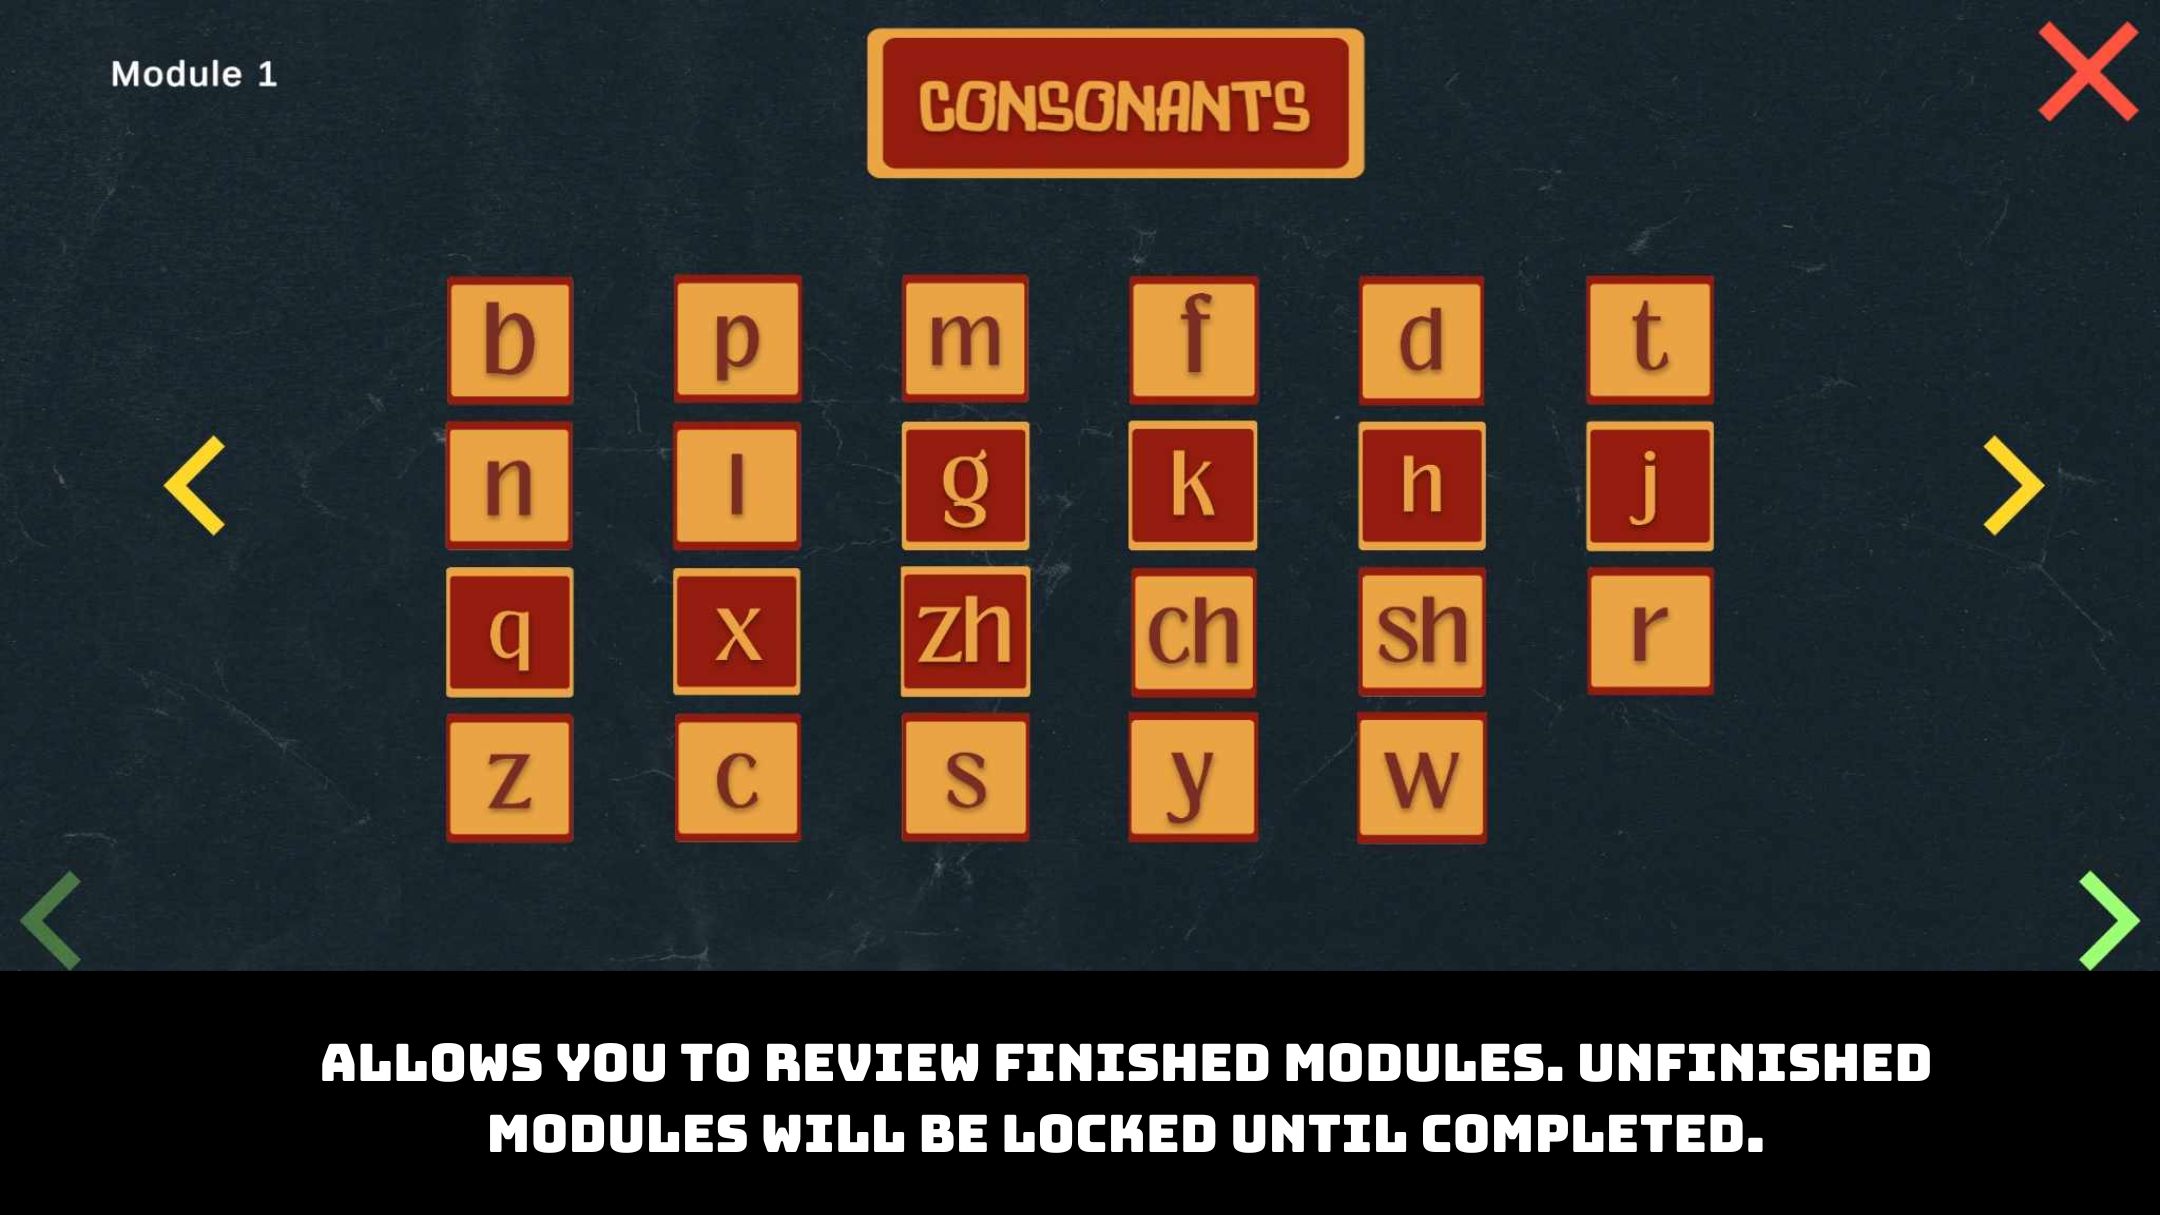 Module 1
CONSONANTS
b p m f d t
n l g k h j
q x zh ch sh r
z c s y w
ALLOWS YOU TO REVIEW FINISHED MODULES. UNFINISHED
MODULES WILL BE LOCKED UNTIL COMPLETED.